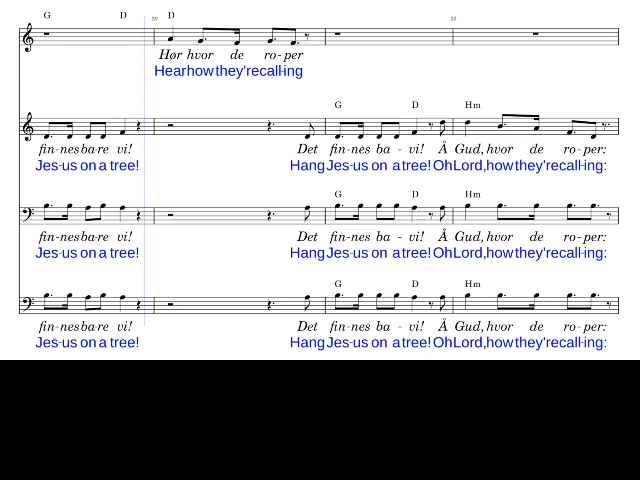 G D D
Hør hvor de ro-per
Hear how they're call-ing
G D Hm
fin-nes ba-re vi! Det fin-nes ba - vi! Å Gud, hvor de ro-per:
Jes-us on a tree! Hang Jes-us on a tree! Oh Lord, how they're call-ing:
G D Hm
fin-nes ba-re vi! Det fin-nes ba - vi! Å Gud, hvor de ro-per:
Jes-us on a tree! Hang Jes-us on a tree! Oh Lord, how they're call-ing:
G D Hm
fin-nes ba-re vi! Det fin-nes ba - vi! Å Gud, hvor de ro-per:
Jes-us on a tree! Hang Jes-us on a tree! Oh Lord, how they're call-ing: